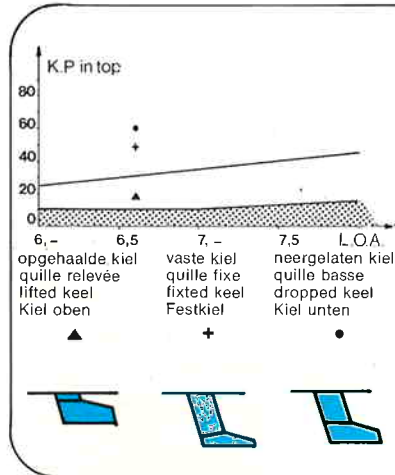 K.P in top
80
60
40
20
0
6,- 6,5 7,- 7,5 L.O.A.
opgehaalde kiel vaste kiel neergelaten kiel
quille relevée quille fixe quille basse
lifted keel fixted keel dropped keel
Kiel oben Festkiel Kiel unten